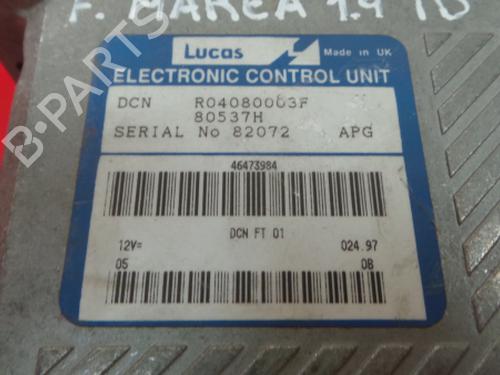 F. MAREA 1.9 TD
Lucas Made in UK
ELECTRONIC CONTROL UNIT
DCN R04080003F
80537H
SERIAL No 82072 APG
46473984
DCN FT 01
12V= 024.97
05 0B
B-Parts